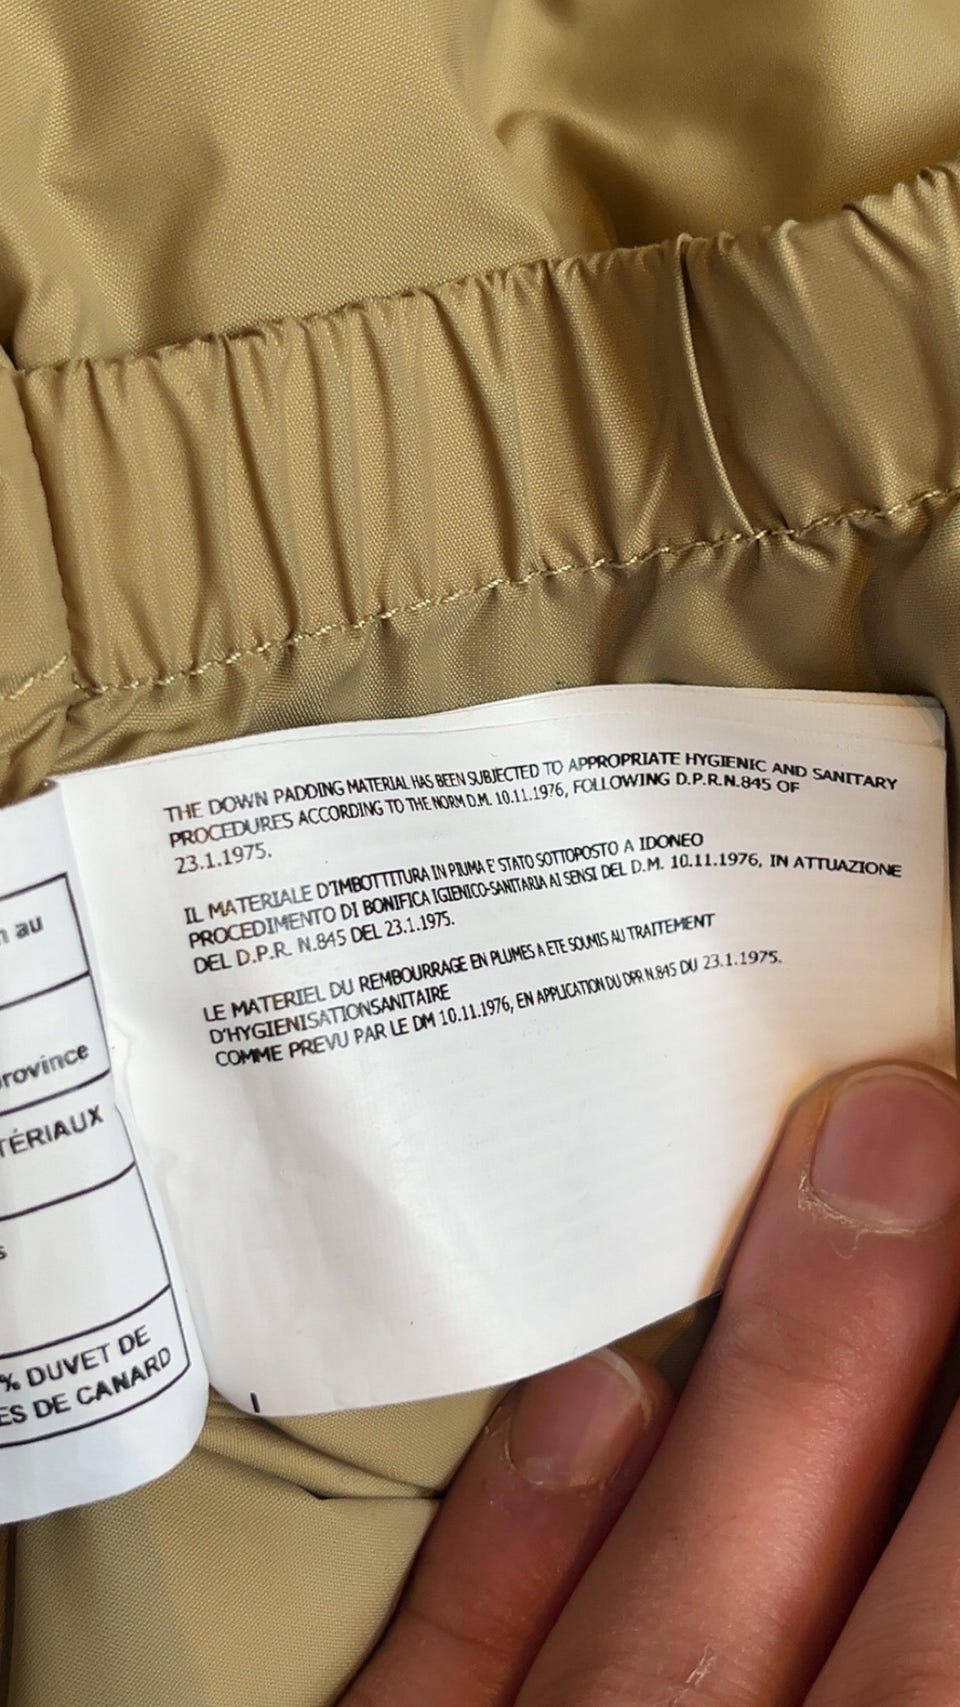 THE DOWN PADDING MATERIAL HAS BEEN SUBJECTED TO APPROPRIATE HYGIENIC AND SANITARY
PROCEDURES ACCORDING TO THE NORM D.M. 10.11.1976, FOLLOWING D.P.R.N.845 OF
23.1.1975.
IL MATERIALE D'IMBOTTITURA IN PIUMA E' STATO SOTTOPOSTO A IDONEO
PROCEDIMENTO DI BONIFICA IGIENICO-SANITARIA AI SENSI DEL D.M. 10.11.1976, IN ATTUAZIONE
DEL D.P.R. N.845 DEL 23.1.1975.
LE MATERIEL DU REMBOURRAGE EN PLUMES A ETE SOUMIS AU TRAITEMENT
D'HYGIENISATIONSANITAIRE
COMME PREVU PAR LE DM 10.11.1976, EN APPLICATION DU DPR N.845 DU 23.1.1975.
au
% DUVET DE
DE CANARD